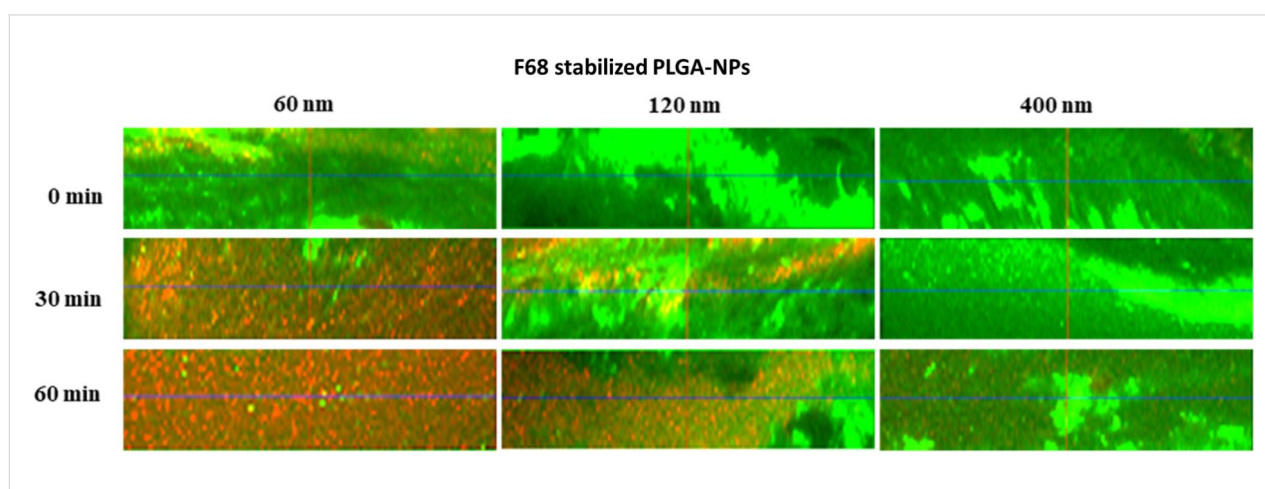 F68 stabilized PLGA-NPs
60 nm 120 nm 400 nm
0 min
30 min
60 min